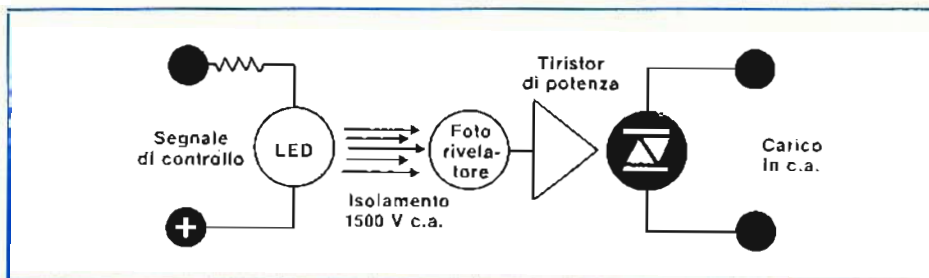 Segnale
di controllo
LED
+
Isolamento
1500 V c.a.
Foto
rivela-
tore
Tiristor
di potenza
Carico
in c.a.